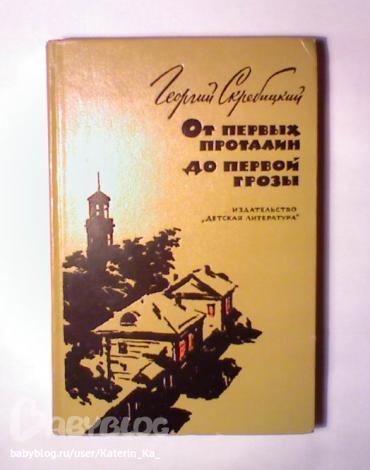 Георгий Скребицкий
От первых
проталин
до первой
грозы
ИЗДАТЕЛЬСТВО
„ДЕТСКАЯ ЛИТЕРАТУРА"
BABYBLOG
babyblog.ru/user/Katerin_Ka_